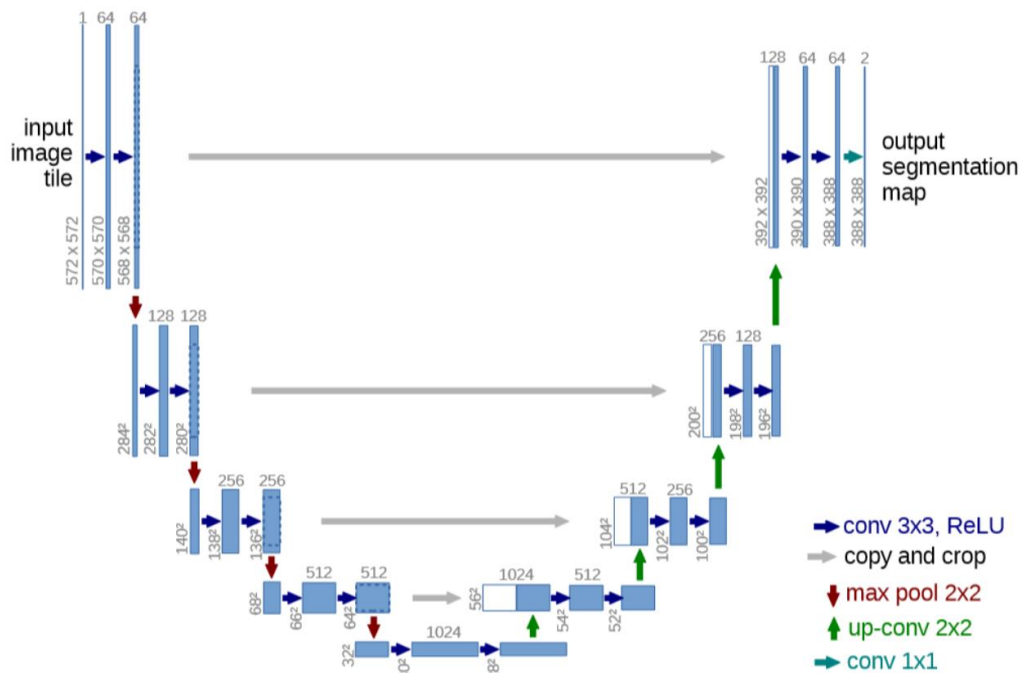 1 64 64
128 64 64 2
input
image
tile
output
segmentation
map
572 x 572
570 x 570
568 x 568
392 x 392
390 x 390
388 x 388
388 x 388
128 128
256 128
284²
282²
280²
200²
198²
196²
256 256
512 256
140²
138²
136²
104²
102²
100²
512 512
1024 512
68²
66²
64²
56²
54²
52²
1024
32²
0²
8²
conv 3x3, ReLU
copy and crop
max pool 2x2
up-conv 2x2
conv 1x1